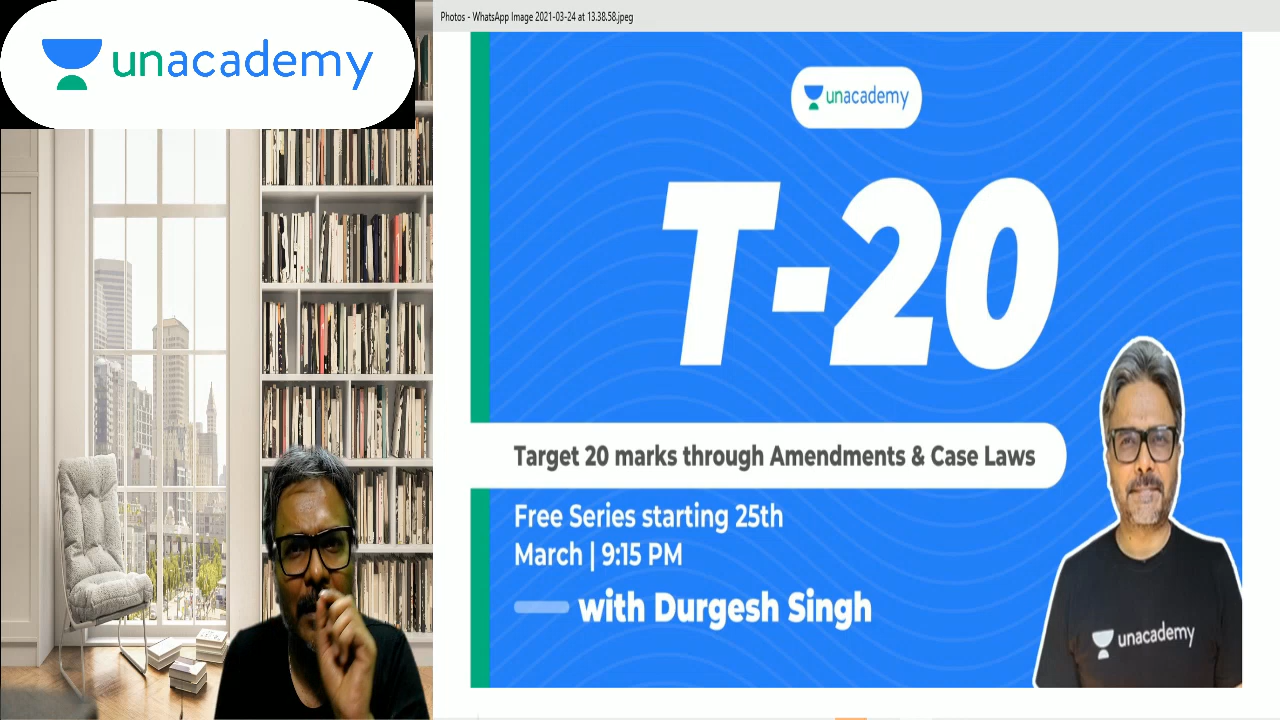 unacademy
Photos - WhatsApp Image 2021-03-24 at 13.38.58.jpeg
unacademy
T-20
Target 20 marks through Amendments & Case Laws
Free Series starting 25th
March | 9:15 PM
with Durgesh Singh
unacademy